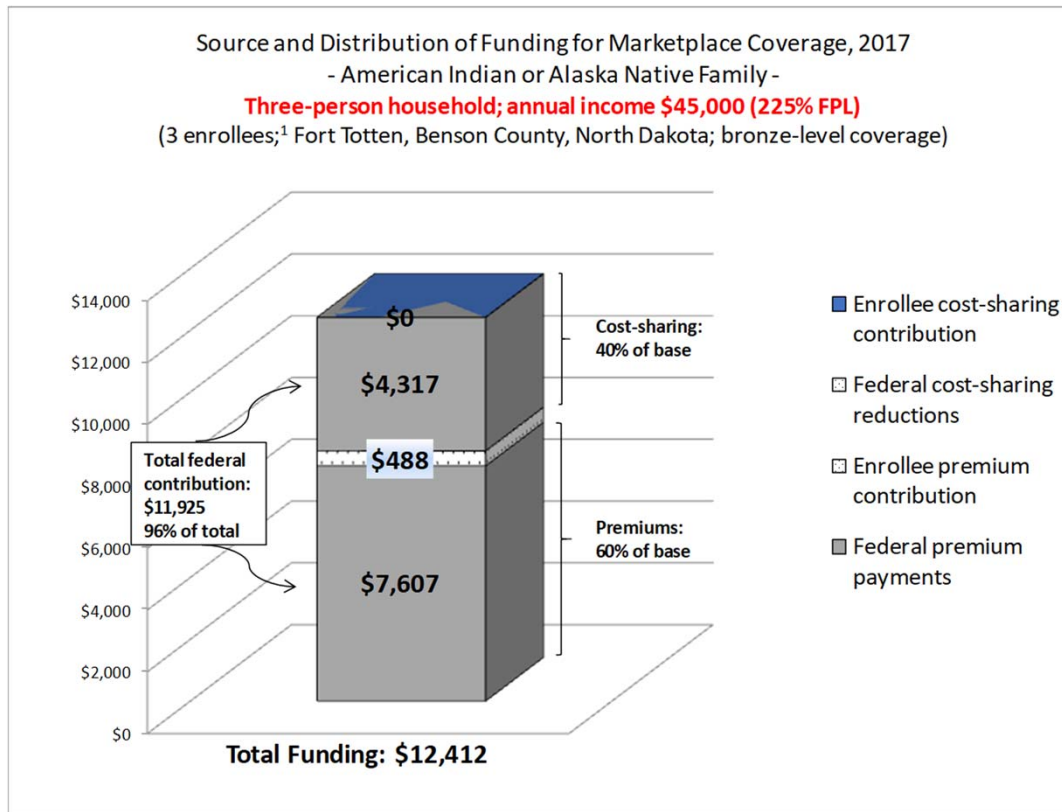 Source and Distribution of Funding for Marketplace Coverage, 2017
- American Indian or Alaska Native Family -
Three-person household; annual income $45,000 (225% FPL)
(3 enrollees;¹ Fort Totten, Benson County, North Dakota; bronze-level coverage)
$14,000
$12,000
$10,000
$8,000
$6,000
$4,000
$2,000
$0
Total federal
contribution:
$11,925
96% of total
$0
$4,317
$488
$7,607
Cost-sharing:
40% of base
Premiums:
60% of base
Enrollee cost-sharing
contribution
Federal cost-sharing
reductions
Enrollee premium
contribution
Federal premium
payments
Total Funding: $12,412